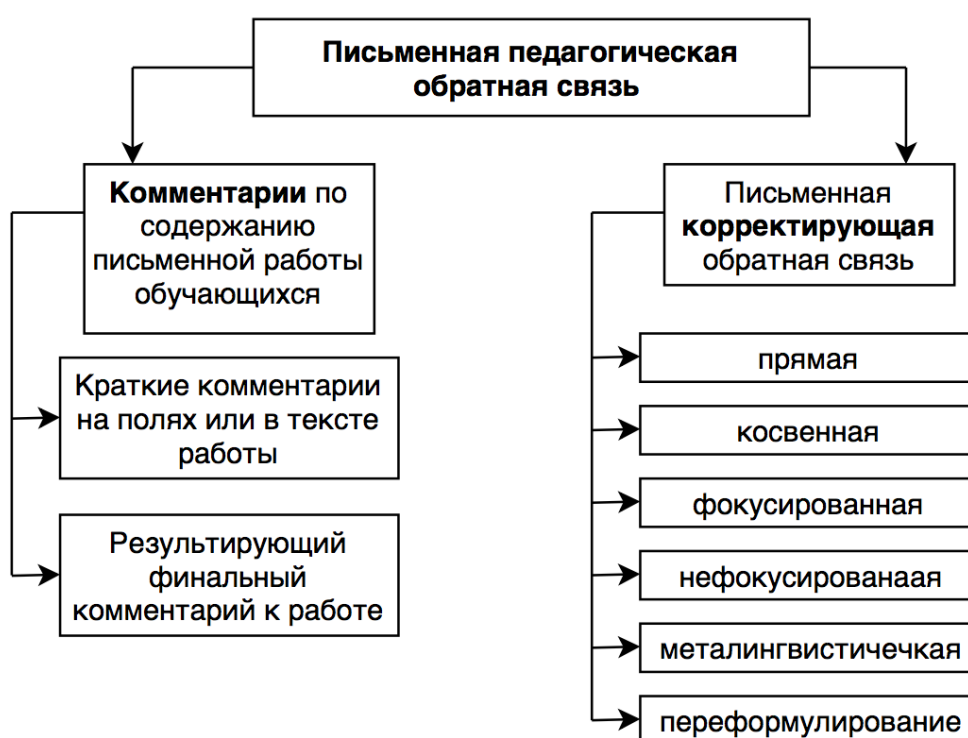 Письменная педагогическая
обратная связь
Комментарии по
содержанию
письменной работы
обучающихся
Краткие комментарии
на полях или в тексте
работы
Результирующий
финальный
комментарий к работе
Письменная
корректирующая
обратная связь
прямая
косвенная
фокусированная
нефокусированаая
металингвистичечкая
переформулирование